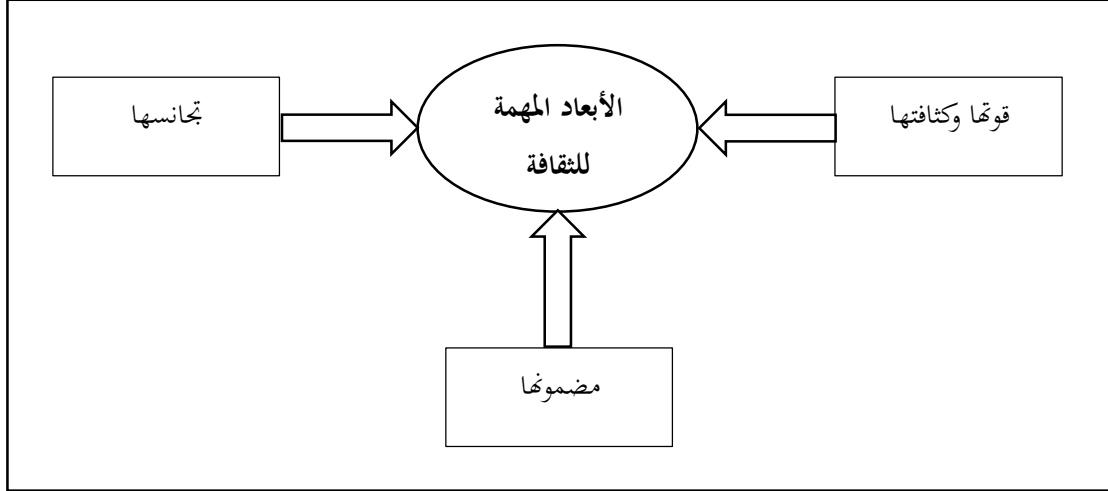 قوتها وكثافتها
الأبعاد المهمة
للثقافة
تجانسها
مضمونها